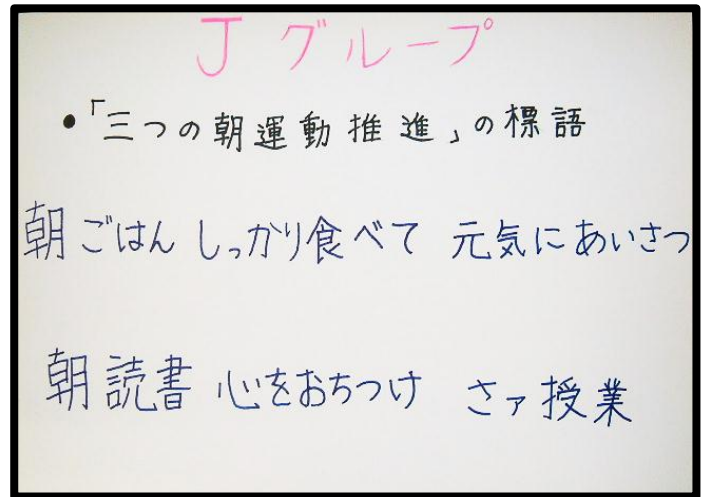 Jグループ
・「三つの朝運動推進」の標語
朝ごはん しっかり食べて 元気にあいさつ
朝読書 心をおちつけ さァ授業